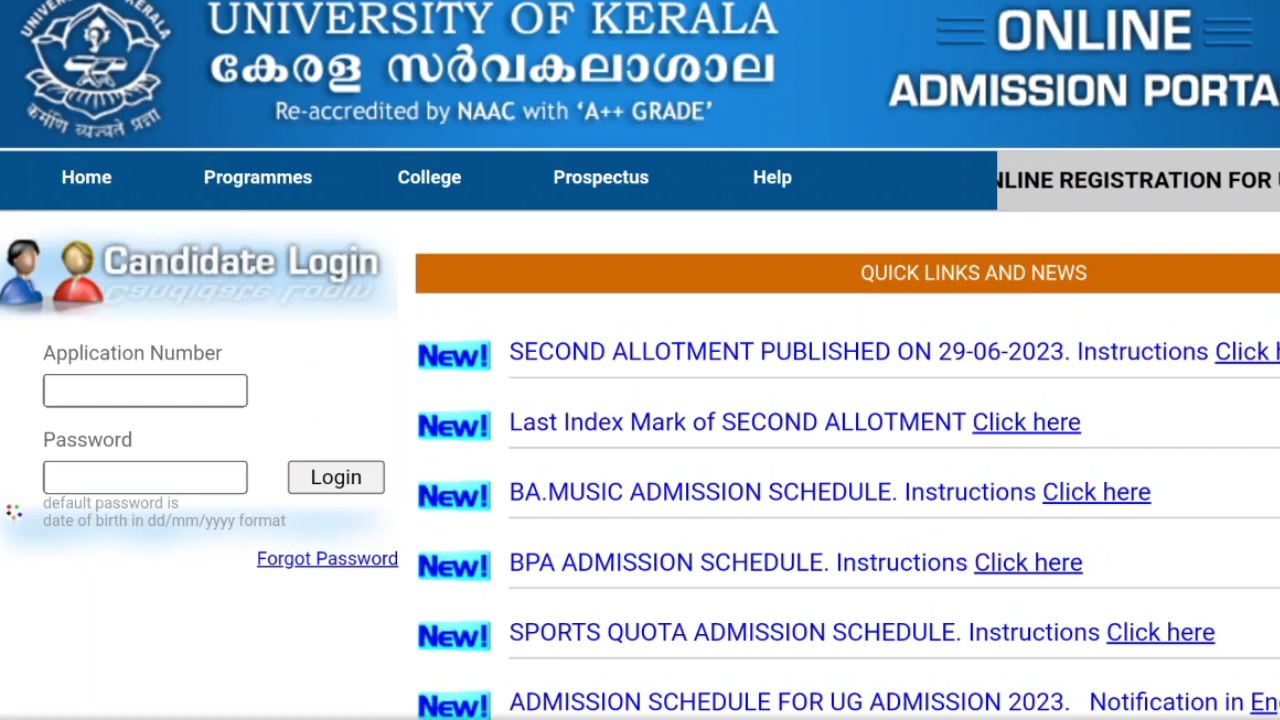 UNIVERSITY OF KERALA
കേരള സർവകലാശാല
Re-accredited by NAAC with ‘A++ GRADE’
कर्मणि व्यज्यते प्रज्ञा
ONLINE
ADMISSION PORTA
Home Programmes College Prospectus Help
NLINE REGISTRATION FOR
Candidate Login
Application Number
Password
Login
default password is
date of birth in dd/mm/yyyy format
Forgot Password
QUICK LINKS AND NEWS
New! SECOND ALLOTMENT PUBLISHED ON 29-06-2023. Instructions Click
New! Last Index Mark of SECOND ALLOTMENT Click here
New! BA.MUSIC ADMISSION SCHEDULE. Instructions Click here
New! BPA ADMISSION SCHEDULE. Instructions Click here
New! SPORTS QUOTA ADMISSION SCHEDULE. Instructions Click here
New! ADMISSION SCHEDULE FOR UG ADMISSION 2023. Notification in En